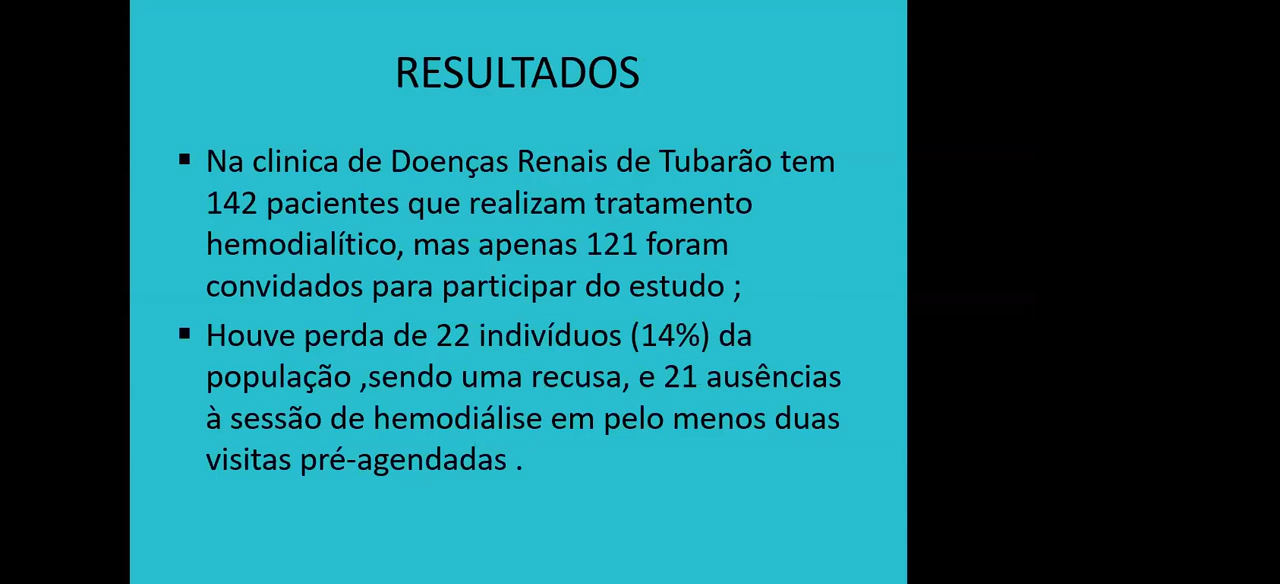 RESULTADOS
▪ Na clinica de Doenças Renais de Tubarão tem
142 pacientes que realizam tratamento
hemodialítico, mas apenas 121 foram
convidados para participar do estudo ;
▪ Houve perda de 22 indivíduos (14%) da
população ,sendo uma recusa, e 21 ausências
à sessão de hemodiálise em pelo menos duas
visitas pré-agendadas .